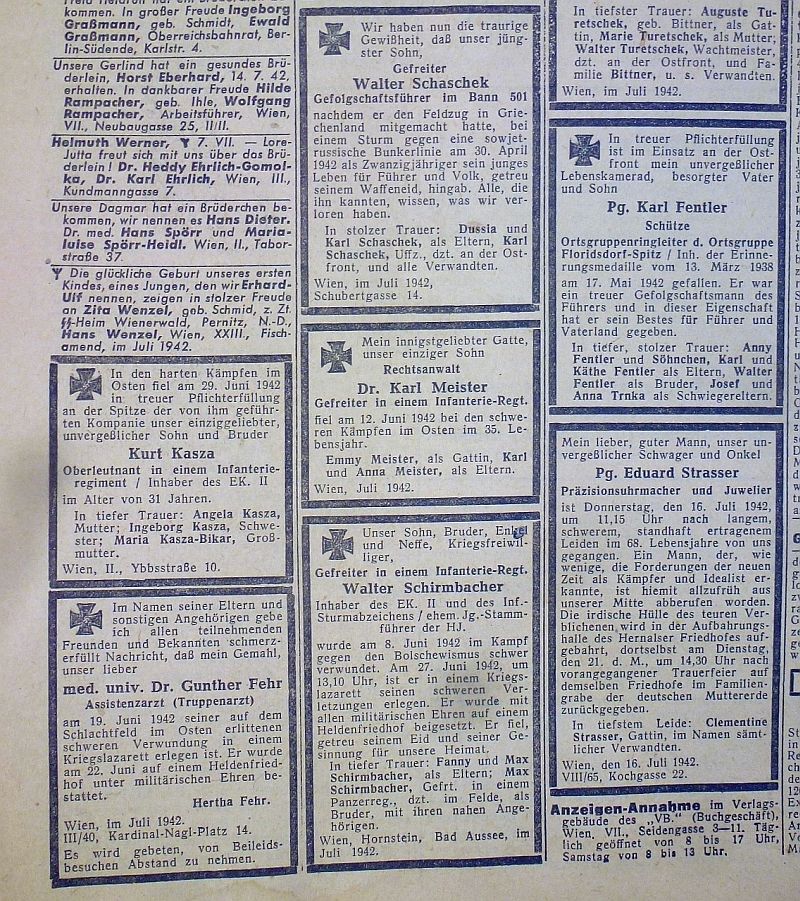 kommen. In großer Freude Ingeborg
Graßmann, geb. Schmidt, Ewald
Graßmann, Oberreichsbahnrat, Ber-
lin-Südende, Karlstr. 4.
Unsere Gerlind hat ein gesundes Brü-
derlein, Horst Eberhard, 14. 7. 42,
erhalten. In dankbarer Freude Hilde
Rampacher, geb. Ihle, Wolfgang
Rampacher, Arbeitsführer, Wien,
VII., Neubaugasse 25, II/11.
Helmuth Werner, ᛉ 7. VII. — Lore-
Jutta freut sich mit uns über das Brü-
derlein! Dr. Heddy Ehrlich-Gomol-
ka, Dr. Karl Ehrlich, Wien, III.,
Kundmanngasse 7.
Unsere Dagmar hat ein Brüderchen be-
kommen, wir nennen es Hans Dieter.
Dr. med. Hans Spörr und Maria-
luise Spörr-Heidl. Wien, II., Tabor-
straße 37.
ᛉ Die glückliche Geburt unseres ersten
Kindes, eines Jungen, den wir Erhard-
Ulf nennen, zeigen in stolzer Freude
an Zita Wenzel, geb. Schmid, z. Zt.
ᛋᛋ-Heim Wienerwald, Pernitz, N.-D.,
Hans Wenzel, Wien, XXIII., Fisch-
amend, im Juli 1942.
In den harten Kämpfen im
Osten fiel am 29. Juni 1942
in treuer Pflichterfüllung
an der Spitze der von ihm geführ-
ten Kompanie unser einziggeliebter,
unvergeßlicher Sohn und Bruder
Kurt Kasza
Oberleutnant in einem Infanterie-
regiment / Inhaber des EK. II
im Alter von 31 Jahren.
In tiefer Trauer: Angela Kasza,
Mutter; Ingeborg Kasza, Schwe-
ster; Maria Kasza-Bikar, Groß-
mutter.
Wien, II., Ybbsstraße 10.
Im Namen seiner Eltern und
sonstigen Angehörigen gebe
ich allen teilnehmenden
Freunden und Bekannten schmerz-
erfüllt Nachricht, daß mein Gemahl,
unser lieber
med. univ. Dr. Gunther Fehr
Assistenzarzt (Truppenarzt)
am 19. Juni 1942 seiner auf dem
Schlachtfeld im Osten erlittenen
schweren Verwundung in einem
Kriegslazarett erlegen ist. Er wurde
am 22. Juni auf einem Heldenfried-
hof unter militärischen Ehren be-
stattet.
Hertha Fehr.
Wien, im Juli 1942.
III/40, Kardinal-Nagl-Platz 14.
Es wird gebeten, von Beileids-
besuchen Abstand zu nehmen.
Wir haben nun die traurige
Gewißheit, daß unser jüng-
ster Sohn,
Gefreiter
Walter Schaschek
Gefolgschaftsführer im Bann 501
nachdem er den Feldzug in Grie-
chenland mitgemacht hatte, bei
einem Sturm gegen eine sowjet-
russische Bunkerlinie am 30. April
1942 als Zwanzigjähriger sein junges
Leben für Führer und Volk, getreu
seinem Waffeneid, hingab. Alle, die
ihn kannten, wissen, was wir ver-
loren haben.
In stolzer Trauer: Dussia und
Karl Schaschek, als Eltern, Karl
Schaschek, Uffz., dzt. an der Ost-
front, und alle Verwandten.
Wien, im Juli 1942,
Schubertgasse 14.
Mein innigstgeliebter Gatte,
unser einziger Sohn
Rechtsanwalt
Dr. Karl Meister
Gefreiter in einem Infanterie-Regt.
fiel am 12. Juni 1942 bei den schwe-
ren Kämpfen im Osten im 35. Le-
bensjahr.
Emmy Meister, als Gattin, Karl
und Anna Meister, als Eltern.
Wien, Juli 1942.
Unser Sohn, Bruder, Enkel
und Neffe, Kriegsfreiwil-
liger,
Gefreiter in einem Infanterie-Regt.
Walter Schirmbacher
Inhaber des EK. II und des Inf.-
Sturmabzeichens / ehem. Jg.-Stamm-
führer der HJ.
wurde am 8. Juni 1942 im Kampf
gegen den Bolschewismus schwer
verwundet. Am 27. Juni 1942, um
13,10 Uhr, ist er in einem Kriegs-
lazarett seinen schweren Ver-
letzungen erlegen. Er wurde mit
allen militärischen Ehren auf einem
Heldenfriedhof beigesetzt. Er fiel,
getreu seinem Eid und seiner Ge-
sinnung für unsere Heimat.
In tiefer Trauer: Fanny und Max
Schirmbacher, als Eltern; Max
Schirmbacher, Gefrt. in einem
Panzerreg., dzt. im Felde, als
Bruder, mit ihren nahen Ange-
hörigen.
Wien, Hornstein, Bad Aussee, im
Juli 1942.
In tiefster Trauer: Auguste Tu-
retschek, geb. Bittner, als Gat-
tin, Marie Turetschek, als Mutter;
Walter Turetschek, Wachtmeister,
dzt. an der Ostfront, und Fa-
milie Bittner, u. s. Verwandten.
Wien, im Juli 1942.
In treuer Pflichterfüllung
ist im Einsatz an der Ost-
front mein unvergeßlicher
Lebenskamerad, besorgter Vater
und Sohn
Pg. Karl Fentler
Schütze
Ortsgruppenringleiter d. Ortsgruppe
Floridsdorf-Spitz / Inh. der Erinne-
rungsmedaille vom 13. März 1938
am 17. Mai 1942 gefallen. Er war
ein treuer Gefolgschaftsmann des
Führers und in dieser Eigenschaft
hat er sein Bestes für Führer und
Vaterland gegeben.
In tiefer, stolzer Trauer: Anny
Fentler und Söhnchen, Karl und
Käthe Fentler als Eltern, Walter
Fentler als Bruder, Josef und
Anna Trnka als Schwiegereltern.
Mein lieber, guter Mann, unser un-
vergeßlicher Schwager und Onkel
Pg. Eduard Strasser
Präzisionsuhrmacher und Juwelier
ist Donnerstag, den 16. Juli 1942,
um 11,15 Uhr nach langem,
schwerem, standhaft ertragenem
Leiden im 68. Lebensjahre von uns
gegangen. Ein Mann, der, wie
wenige, die Forderungen der neuen
Zeit als Kämpfer und Idealist er-
kannte, ist hiemit allzufrüh aus
unserer Mitte abberufen worden.
Die irdische Hülle des teuren Ver-
blichenen wird in der Aufbahrungs-
halle des Hernalser Friedhofes auf-
gebahrt, dortselbst am Dienstag,
den 21. d. M., um 14,30 Uhr nach
vorangegangener Trauerfeier auf
demselben Friedhofe im Familien-
grabe der deutschen Muttererde
zurückgegeben.
In tiefstem Leide: Clementine
Strasser, Gattin, im Namen sämt-
licher Verwandten.
Wien, den 16. Juli 1942.
VIII/65, Kochgasse 22.
Anzeigen-Annahme im Verlags-
gebäude des „VB.“ (Buchgeschäft),
Wien, VII., Seidengasse 3—11. Täg-
lich geöffnet von 8 bis 17 Uhr,
Samstag von 8 bis 13 Uhr.